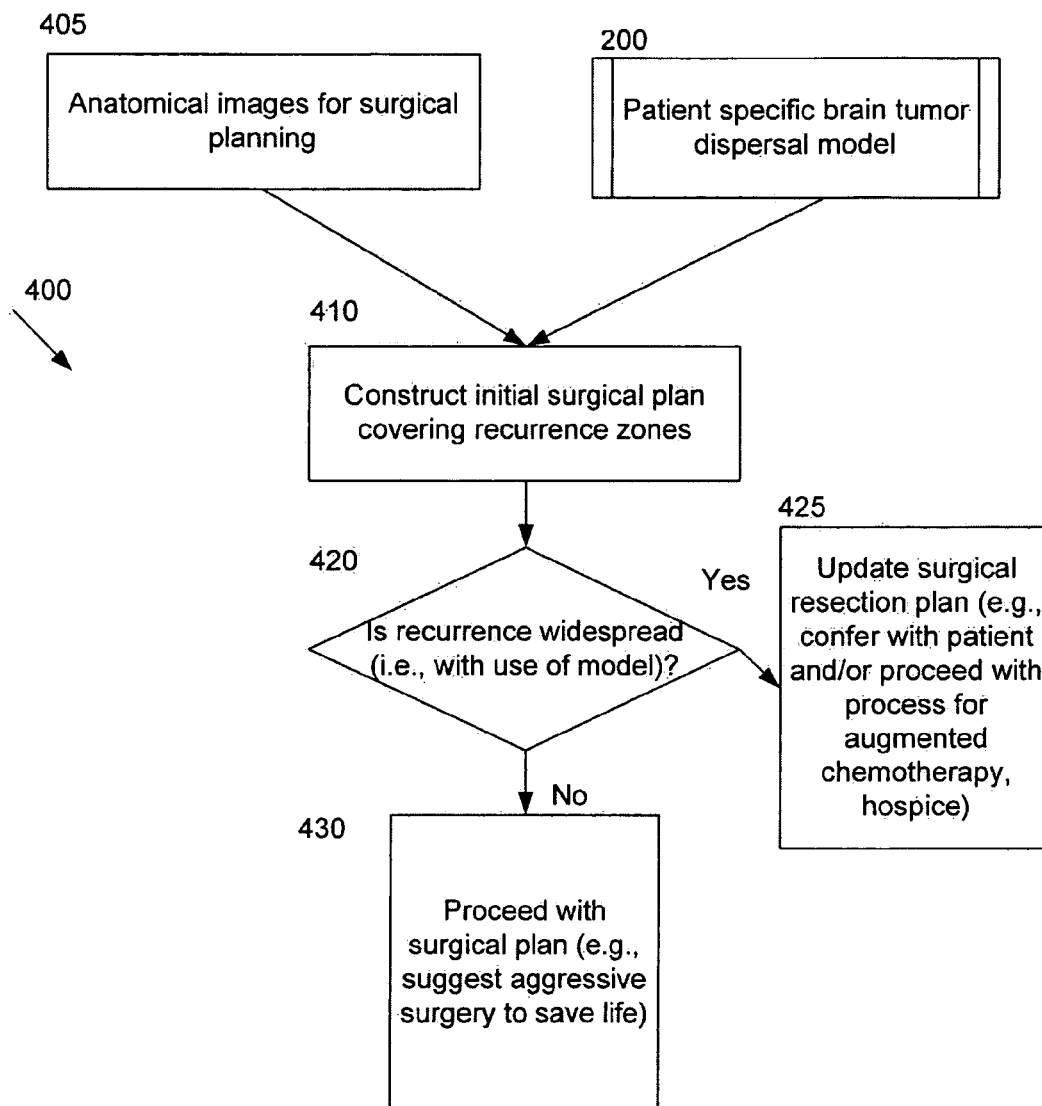 405
Anatomical images for surgical
planning
200
Patient specific brain tumor
dispersal model
400
410
Construct initial surgical plan
covering recurrence zones
420
Is recurrence widespread
(i.e., with use of model)?
Yes
425
Update surgical
resection plan (e.g.,
confer with patient
and/or proceed with
process for
augmented
chemotherapy,
hospice)
No
430
Proceed with
surgical plan (e.g.,
suggest aggressive
surgery to save life)